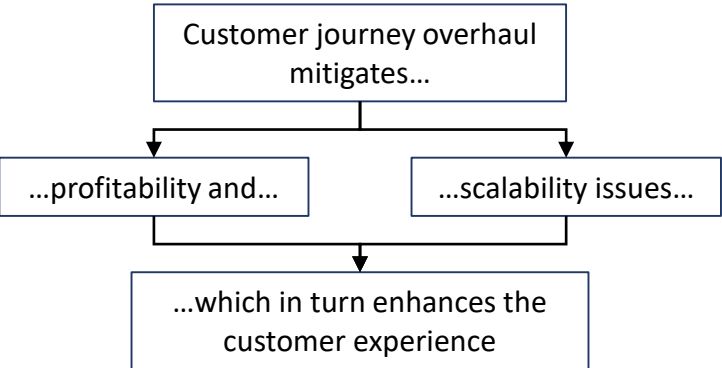 Customer journey overhaul
mitigates…
…profitability and…
…scalability issues…
…which in turn enhances the
customer experience